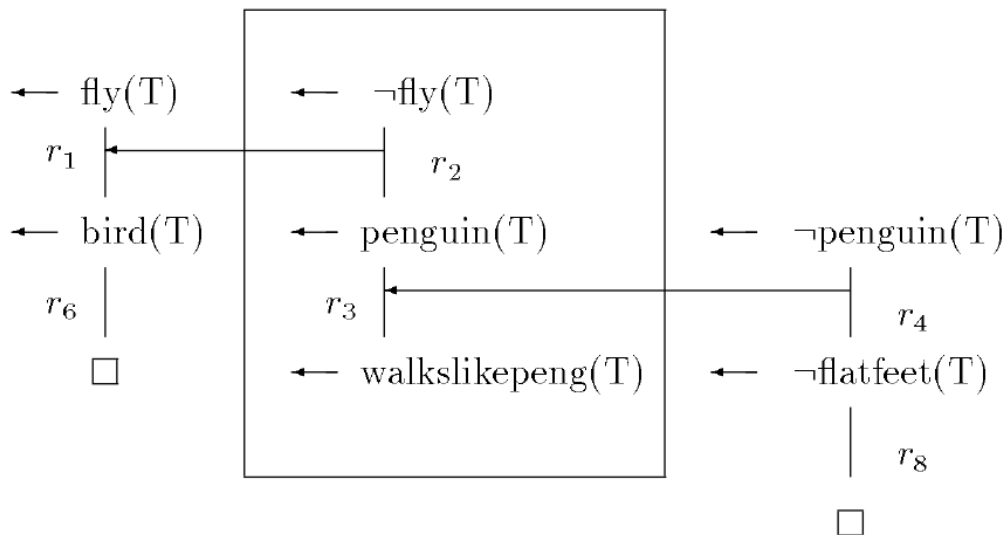 ← fly(T) ← ¬fly(T)
r₁ r₂
← bird(T) ← penguin(T) ← ¬penguin(T)
r₆ r₃ r₄
□ ← walkslikepeng(T) ← ¬flatfeet(T)
r₈
□